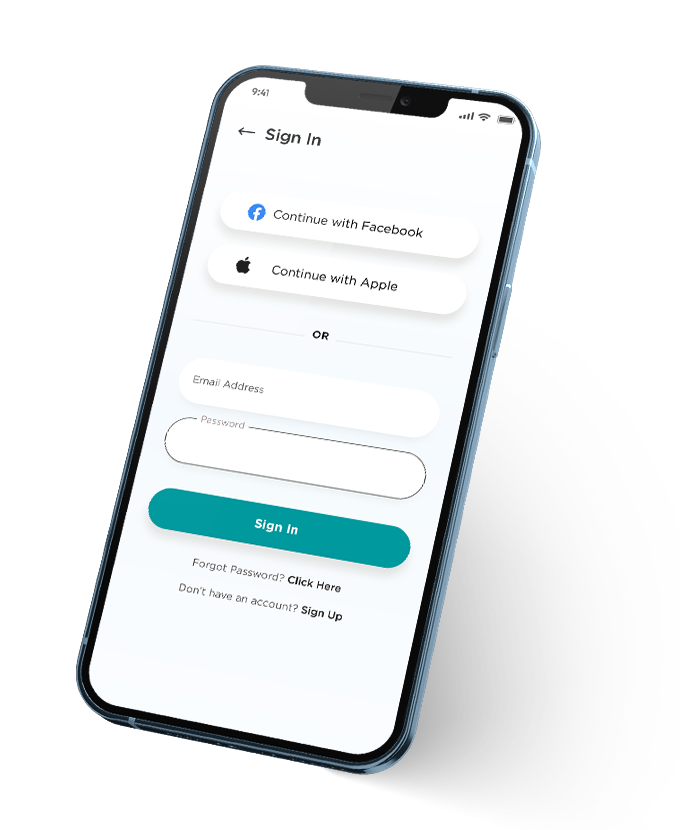 9:41
← Sign In
Continue with Facebook
Continue with Apple
OR
Email Address
Password
Sign In
Forgot Password? Click Here
Don't have an account? Sign Up